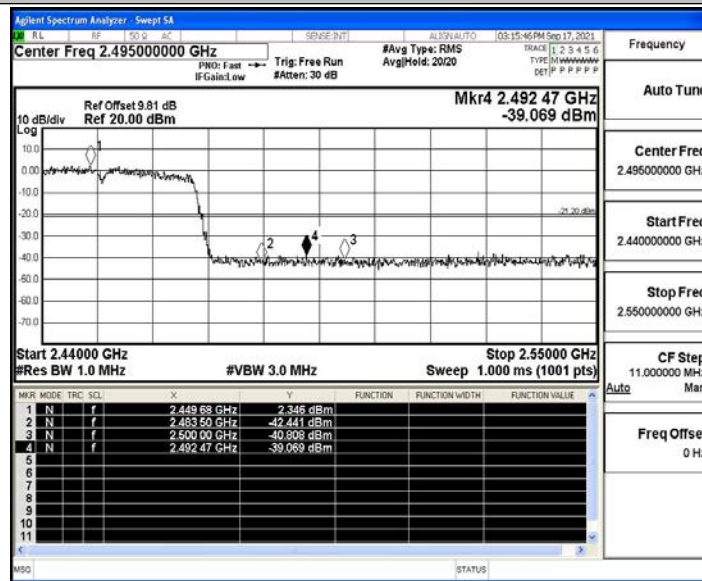 Agilent Spectrum Analyzer - Swept SA
RL RF 50 Ω AC SENSE:INT ALIGN AUTO 03:15:46 PM Sep 17, 2021
Center Freq 2.495000000 GHz
PNO: Fast
IFGain:Low
Trig: Free Run
#Atten: 30 dB
#Avg Type: RMS
Avg|Hold: 20/20
TRACE 1 2 3 4 5 6
TYPE M W W W W W
DET P P P P P P
Frequency
Auto Tune
Center Freq
2.495000000 GHz
Start Freq
2.440000000 GHz
Stop Freq
2.550000000 GHz
CF Step
11.000000 MHz
Auto Man
Freq Offset
0 Hz
Ref Offset 9.81 dB
10 dB/div Ref 20.00 dBm
Log
Mkr4 2.492 47 GHz
-39.069 dBm
10.0
0.00
-10.0
-20.0
-30.0
-40.0
-50.0
-60.0
-70.0
1
2
4
3
-21.20 dBm
Start 2.44000 GHz Stop 2.55000 GHz
#Res BW 1.0 MHz #VBW 3.0 MHz Sweep 1.000 ms (1001 pts)
MKR MODE TRC SCL X Y FUNCTION FUNCTION WIDTH FUNCTION VALUE
1 N f 2.449 68 GHz 2.346 dBm
2 N f 2.483 50 GHz -42.441 dBm
3 N f 2.500 00 GHz -40.808 dBm
4 N f 2.492 47 GHz -39.069 dBm
5
6
7
8
9
10
11
MSG STATUS